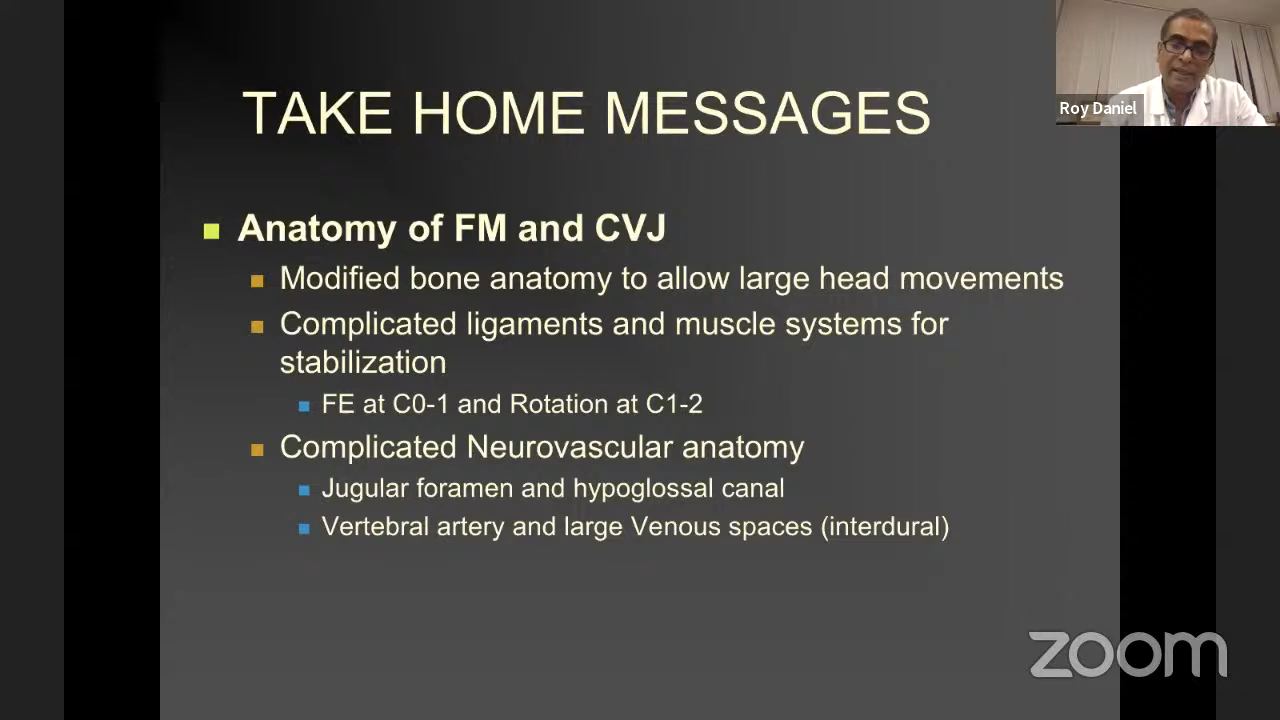 Roy Daniel
TAKE HOME MESSAGES
Anatomy of FM and CVJ
Modified bone anatomy to allow large head movements
Complicated ligaments and muscle systems for
stabilization
FE at C0-1 and Rotation at C1-2
Complicated Neurovascular anatomy
Jugular foramen and hypoglossal canal
Vertebral artery and large Venous spaces (interdural)
zoom